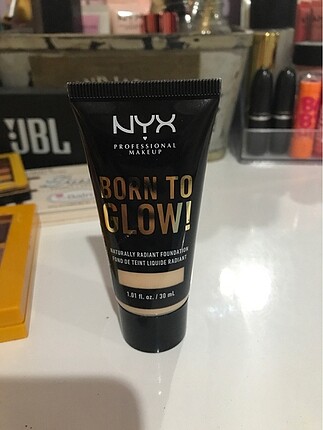 NYX
PROFESSIONAL
MAKEUP
BORN TO
GLOW!
NATURALLY RADIANT FOUNDATION
FOND DE TEINT LIQUIDE RADIANT
1.01 fl. oz. / 30 mL
JBL